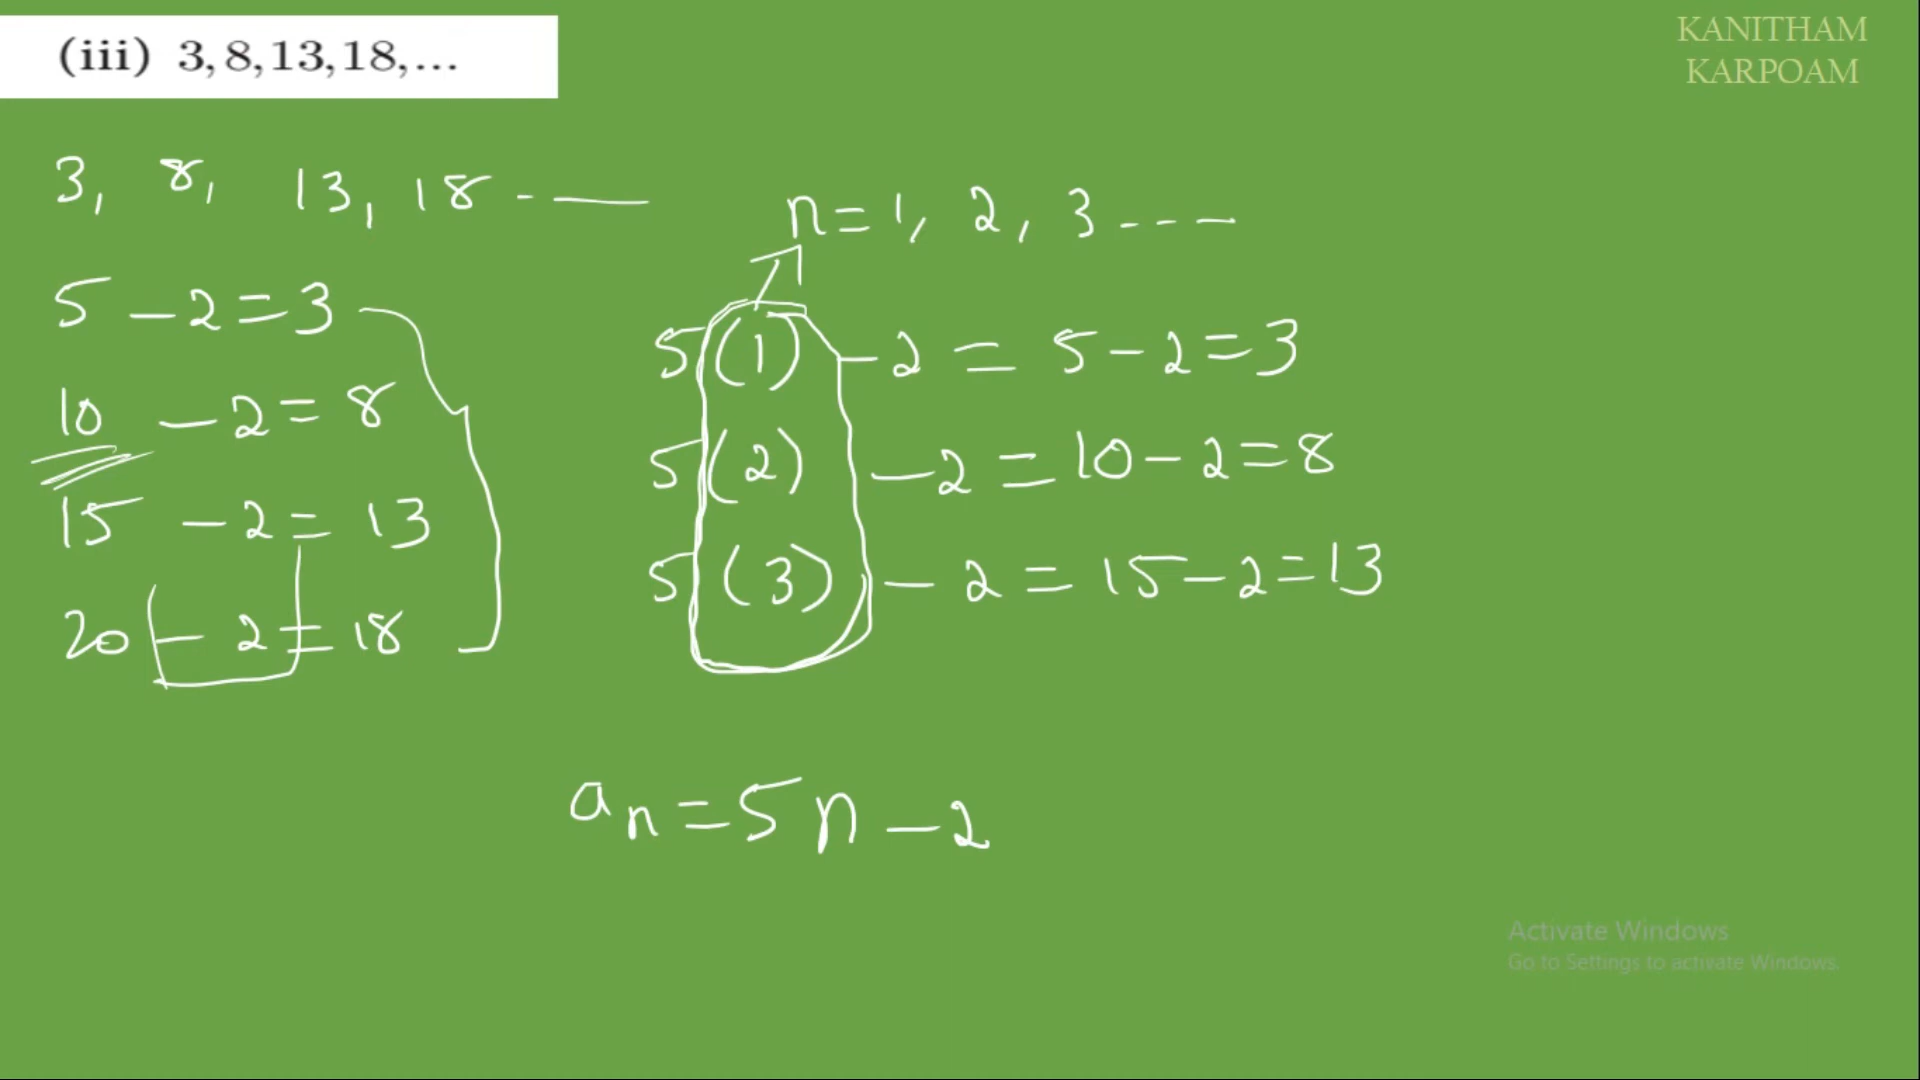 (iii) 3, 8, 13, 18, ...
KANITHAM
KARPOAM
3, 8, 13, 18 - —
5 - 2 = 3
10 - 2 = 8
15 - 2 = 13
20 - 2 = 18
n = 1, 2, 3 - - -
5(1) - 2 = 5 - 2 = 3
5(2) - 2 = 10 - 2 = 8
5(3) - 2 = 15 - 2 = 13
aₙ = 5n - 2
Activate Windows
Go to Settings to activate Windows.